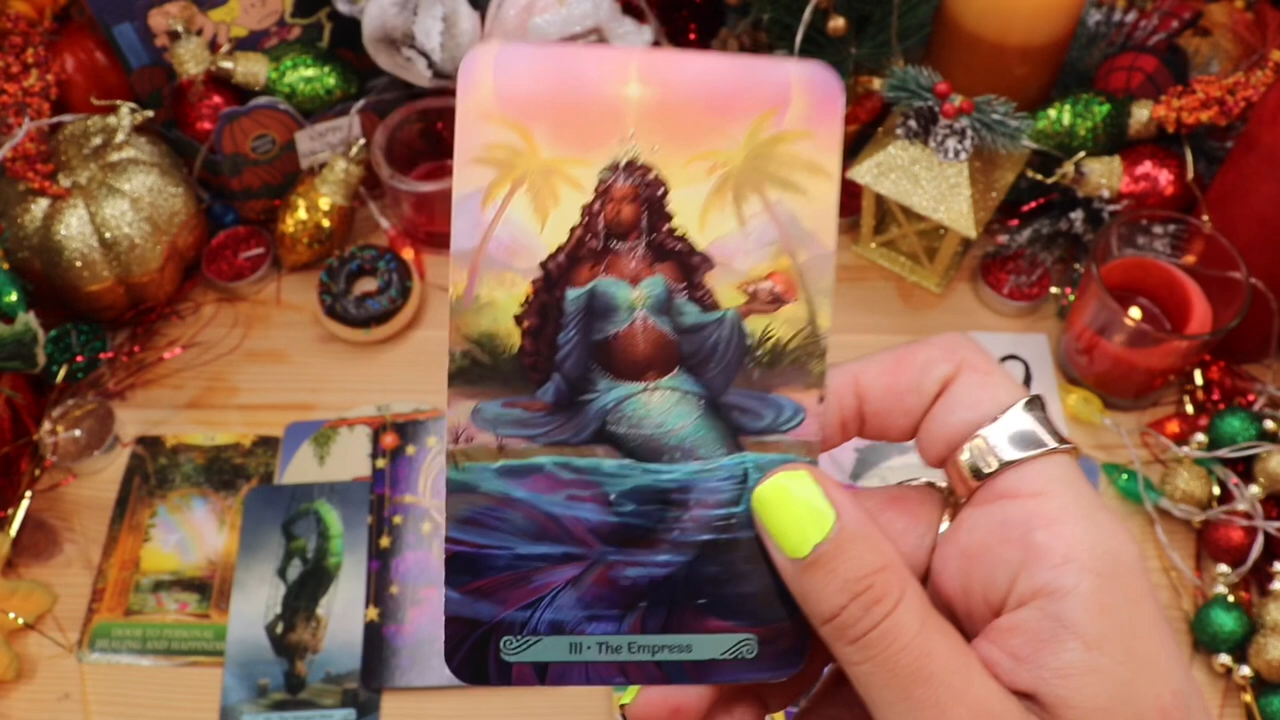 III • The Empress
DOOR TO PERSONAL
HEALING AND HAPPINESS